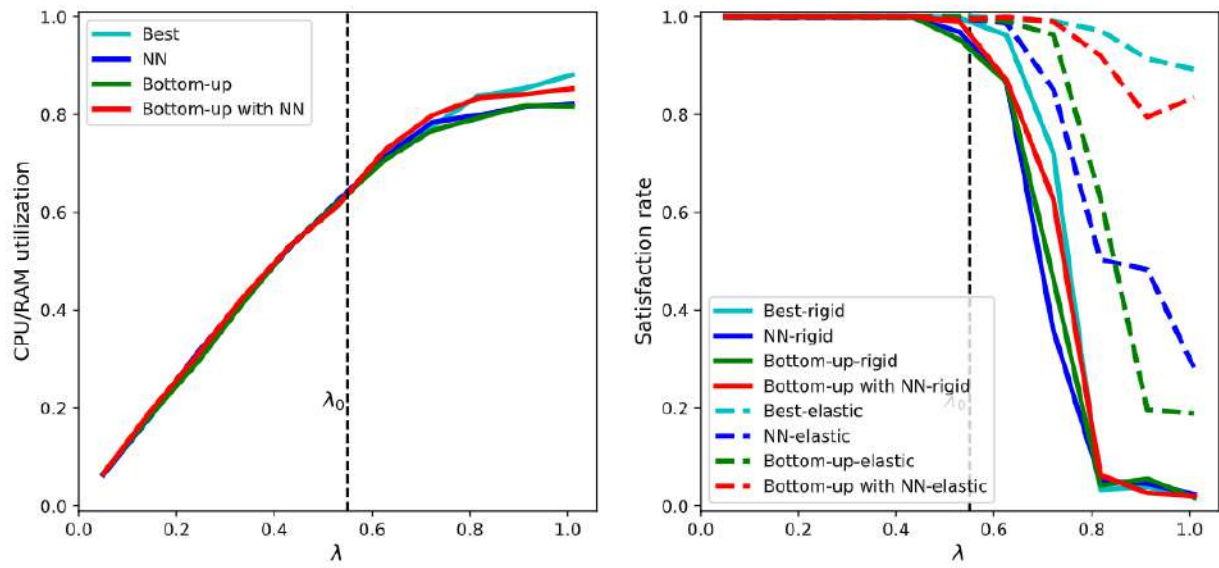 1.0
0.8
0.6
0.4
0.2
0.0
CPU/RAM utilization
Best
NN
Bottom-up
Bottom-up with NN
λ₀
0.0 0.2 0.4 0.6 0.8 1.0
λ
1.0
0.8
0.6
0.4
0.2
0.0
Satisfaction rate
Best-rigid
NN-rigid
Bottom-up-rigid
Bottom-up with NN-rigid
λ₀
Best-elastic
NN-elastic
Bottom-up-elastic
Bottom-up with NN-elastic
0.0 0.2 0.4 0.6 0.8 1.0
λ